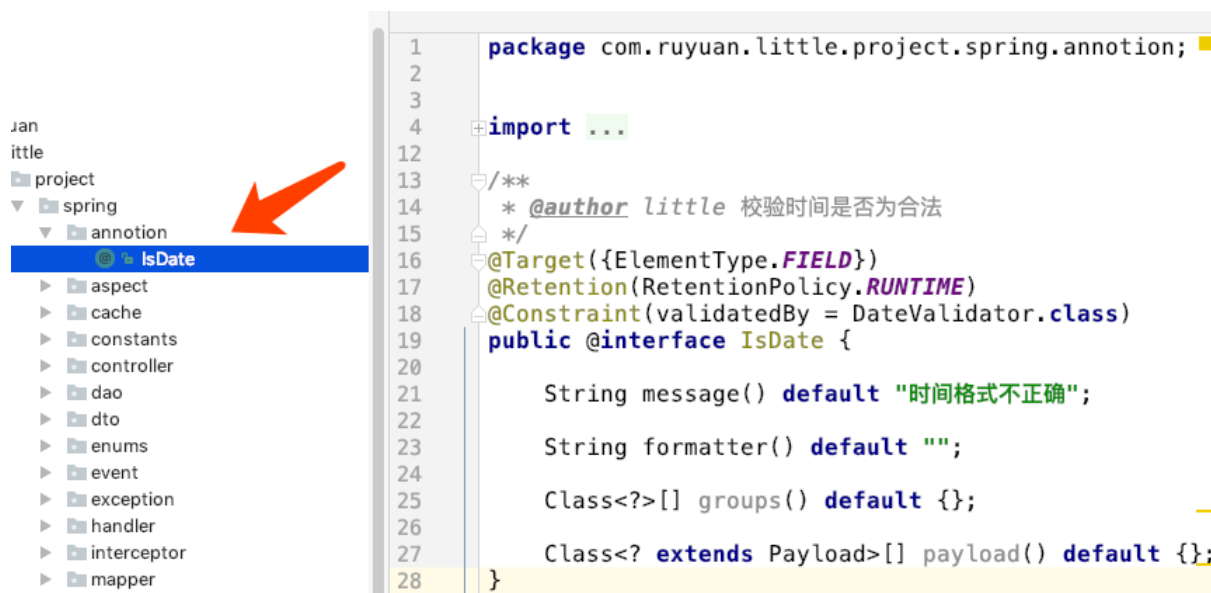 uan
ittle
project
spring
annotion
IsDate
aspect
cache
constants
controller
dao
dto
enums
event
exception
handler
interceptor
mapper
1 package com.ruyuan.little.project.spring.annotion;
2
3
4 import ...
12
13 /**
14 * @author little 校验时间是否为合法
15 */
16 @Target({ElementType.FIELD})
17 @Retention(RetentionPolicy.RUNTIME)
18 @Constraint(validatedBy = DateValidator.class)
19 public @interface IsDate {
20
21 String message() default "时间格式不正确";
22
23 String formatter() default "";
24
25 Class<?>[] groups() default {};
26
27 Class<? extends Payload>[] payload() default {};
28 }